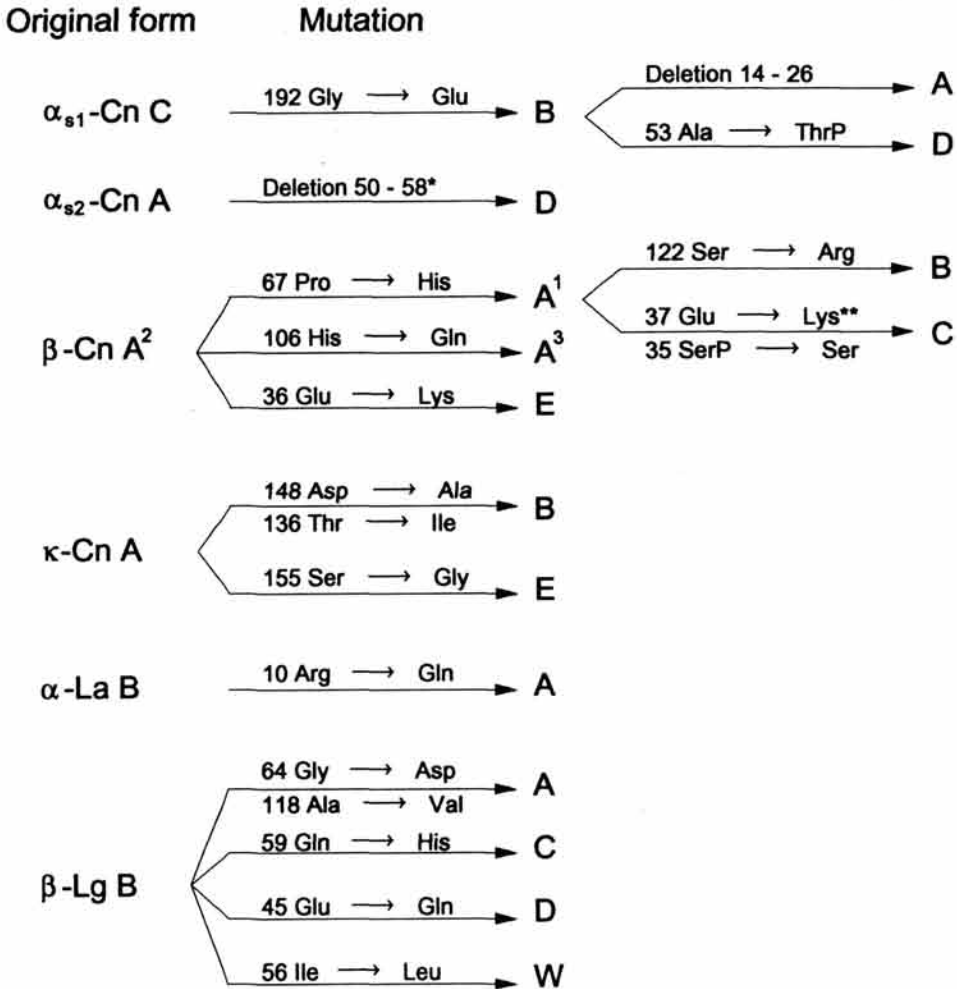 Original form Mutation
α_s1-Cn C 192 Gly → Glu B
Deletion 14 - 26 A
53 Ala → ThrP D
α_s2-Cn A Deletion 50 - 58* D
β-Cn A²
67 Pro → His A¹
122 Ser → Arg B
37 Glu → Lys** C
35 SerP → Ser
106 His → Gln A³
36 Glu → Lys E
κ-Cn A
148 Asp → Ala B
136 Thr → Ile
155 Ser → Gly E
α-La B 10 Arg → Gln A
β-Lg B
64 Gly → Asp A
118 Ala → Val
59 Gln → His C
45 Glu → Gln D
56 Ile → Leu W